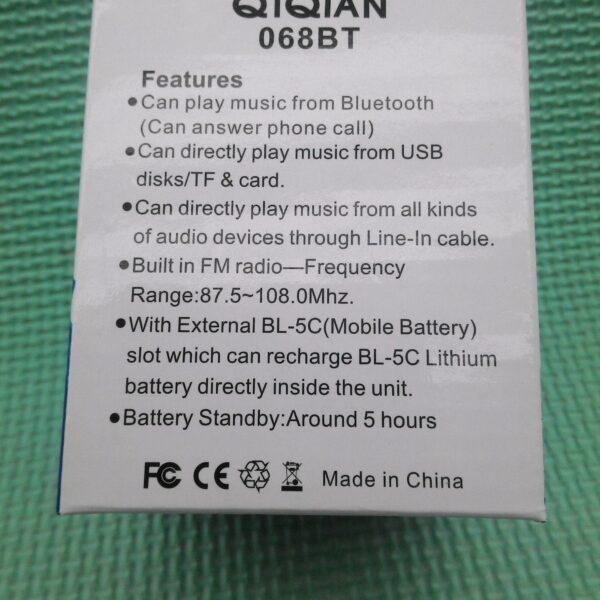 QIQIAN
068BT
Features
●Can play music from Bluetooth
(Can answer phone call)
●Can directly play music from USB
disks/TF & card.
●Can directly play music from all kinds
of audio devices through Line-In cable.
●Built in FM radio—Frequency
Range:87.5~108.0Mhz.
●With External BL-5C(Mobile Battery)
slot which can recharge BL-5C Lithium
battery directly inside the unit.
●Battery Standby:Around 5 hours
FC CE Made in China